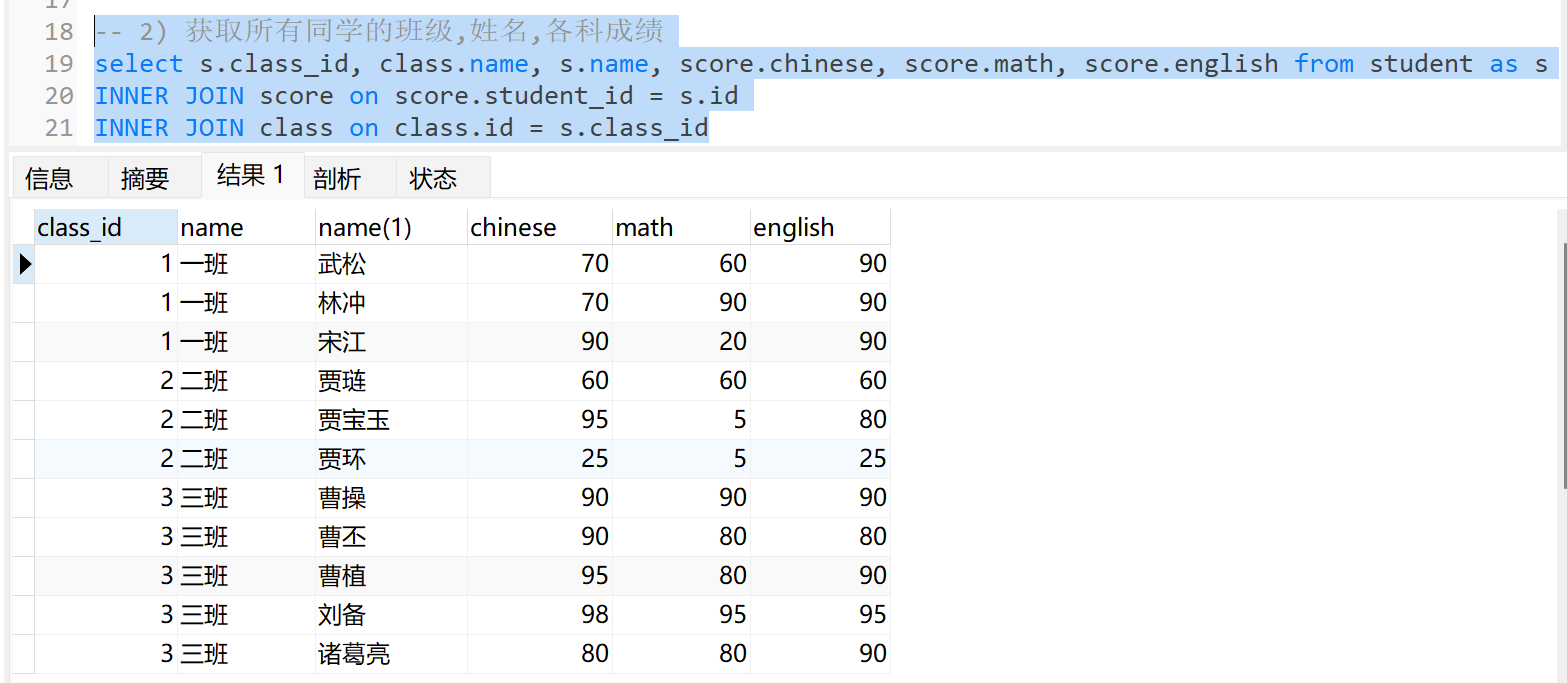 17
18 -- 2) 获取所有同学的班级,姓名,各科成绩
19 select s.class_id, class.name, s.name, score.chinese, score.math, score.english from student as s
20 INNER JOIN score on score.student_id = s.id
21 INNER JOIN class on class.id = s.class_id
信息 摘要 结果 1 剖析 状态
class_id name name(1) chinese math english
1 一班 武松 70 60 90
1 一班 林冲 70 90 90
1 一班 宋江 90 20 90
2 二班 贾琏 60 60 60
2 二班 贾宝玉 95 5 80
2 二班 贾环 25 5 25
3 三班 曹操 90 90 90
3 三班 曹丕 90 80 80
3 三班 曹植 95 80 90
3 三班 刘备 98 95 95
3 三班 诸葛亮 80 80 90